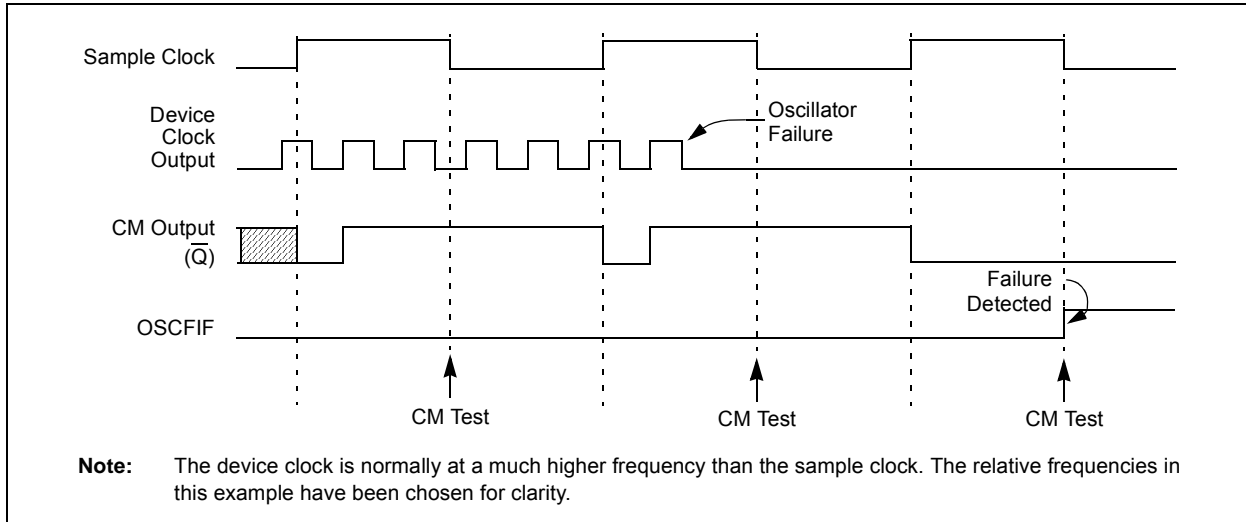 Sample Clock
Device
Clock
Output
Oscillator
Failure
CM Output
(Q̅)
Failure
Detected
OSCFIF
CM Test
CM Test
CM Test
Note: The device clock is normally at a much higher frequency than the sample clock. The relative frequencies in
this example have been chosen for clarity.